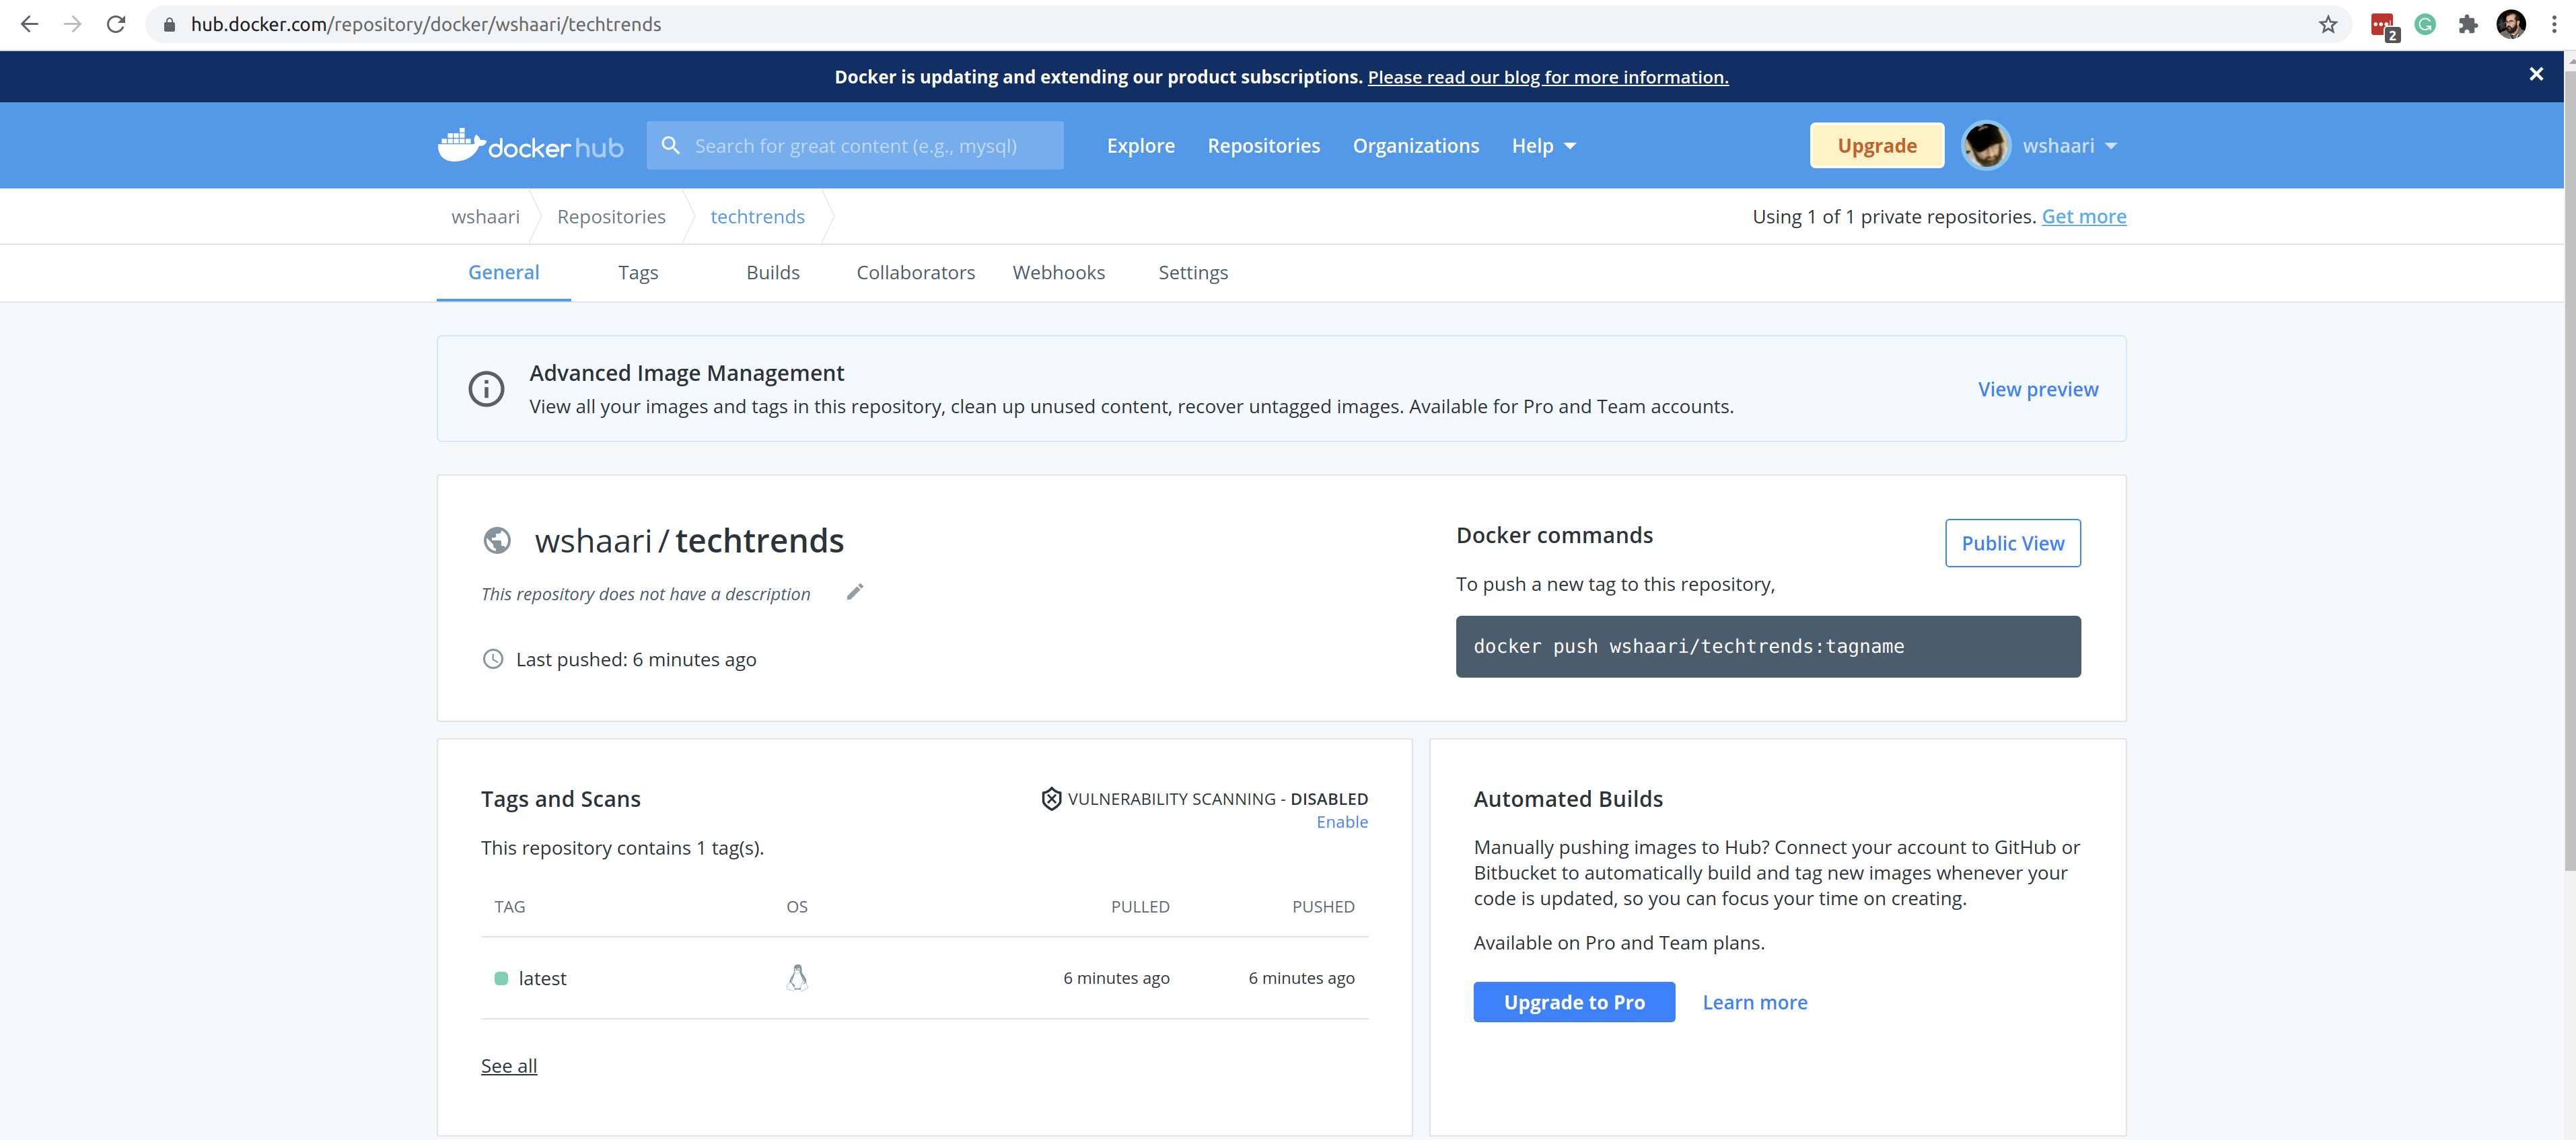 hub.docker.com/repository/docker/wshaari/techtrends
2
G
Docker is updating and extending our product subscriptions. Please read our blog for more information.
docker hub
Search for great content (e.g., mysql)
Explore
Repositories
Organizations
Help
Upgrade
wshaari
wshaari
Repositories
techtrends
Using 1 of 1 private repositories. Get more
General
Tags
Builds
Collaborators
Webhooks
Settings
Advanced Image Management
View all your images and tags in this repository, clean up unused content, recover untagged images. Available for Pro and Team accounts.
View preview
wshaari / techtrends
This repository does not have a description
Last pushed: 6 minutes ago
Docker commands
Public View
To push a new tag to this repository,
docker push wshaari/techtrends:tagname
Tags and Scans
VULNERABILITY SCANNING - DISABLED
Enable
This repository contains 1 tag(s).
TAG
OS
PULLED
PUSHED
latest
6 minutes ago
6 minutes ago
See all
Automated Builds
Manually pushing images to Hub? Connect your account to GitHub or
Bitbucket to automatically build and tag new images whenever your
code is updated, so you can focus your time on creating.
Available on Pro and Team plans.
Upgrade to Pro
Learn more